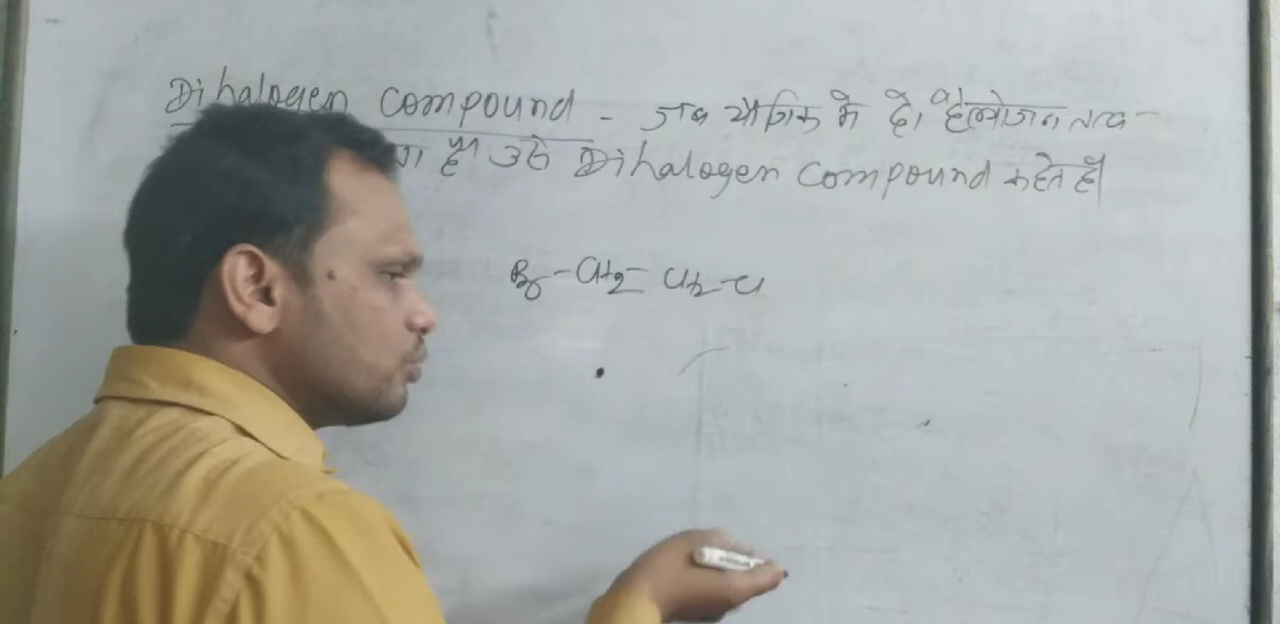 Dihalogen compound - जब यौगिक मे दो हैलोजन तत्व-
है उसे Dihalogen compound कहते है।
Br-CH2-CH2-Cl